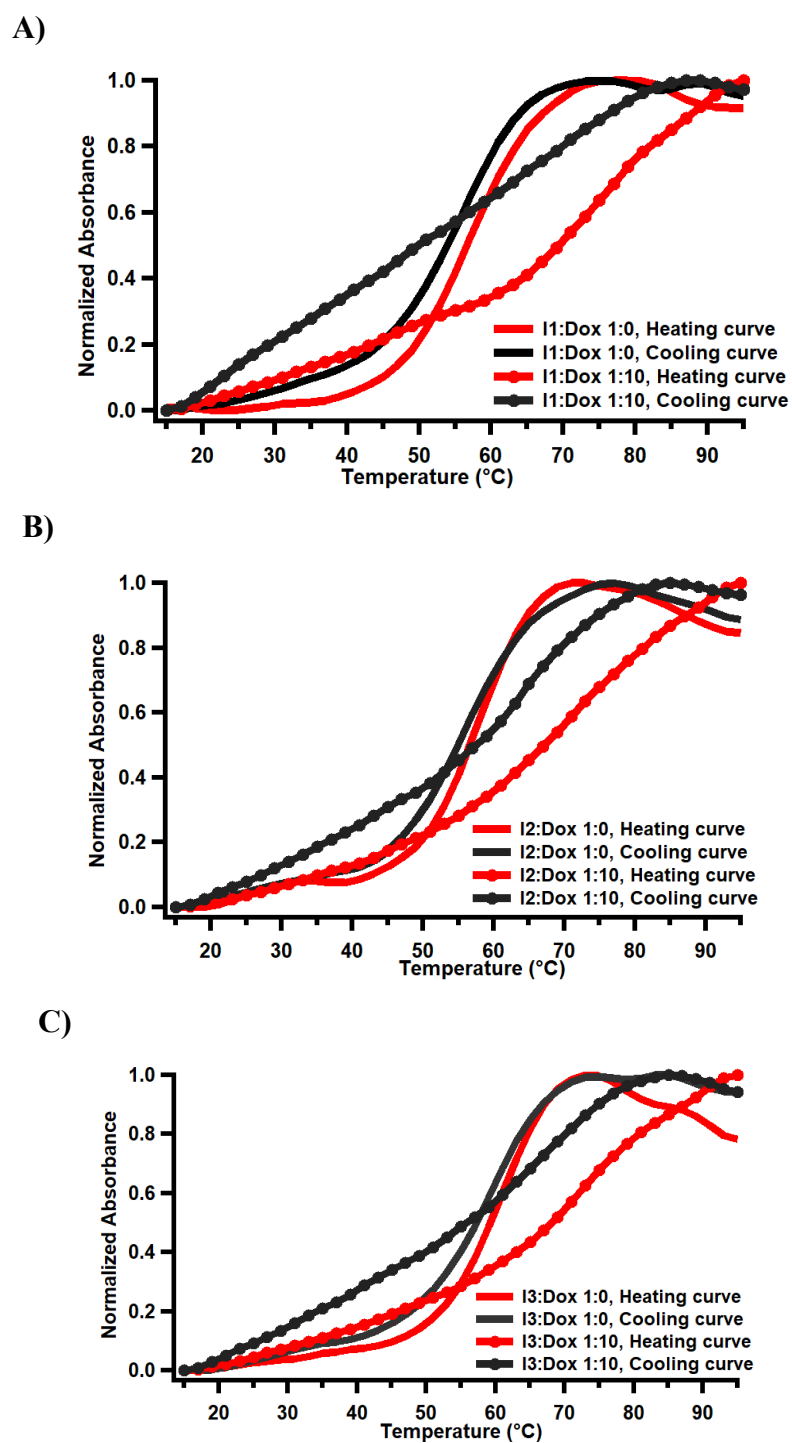 A)
1.0
0.8
0.6
0.4
0.2
0.0
Normalized Absorbance
I1:Dox 1:0, Heating curve
I1:Dox 1:0, Cooling curve
I1:Dox 1:10, Heating curve
I1:Dox 1:10, Cooling curve
20 30 40 50 60 70 80 90
Temperature (°C)
B)
1.0
0.8
0.6
0.4
0.2
0.0
Normalized Absorbance
I2:Dox 1:0, Heating curve
I2:Dox 1:0, Cooling curve
I2:Dox 1:10, Heating curve
I2:Dox 1:10, Cooling curve
20 30 40 50 60 70 80 90
Temperature (°C)
C)
1.0
0.8
0.6
0.4
0.2
0.0
Normalized Absorbance
I3:Dox 1:0, Heating curve
I3:Dox 1:0, Cooling curve
I3:Dox 1:10, Heating curve
I3:Dox 1:10, Cooling curve
20 30 40 50 60 70 80 90
Temperature (°C)